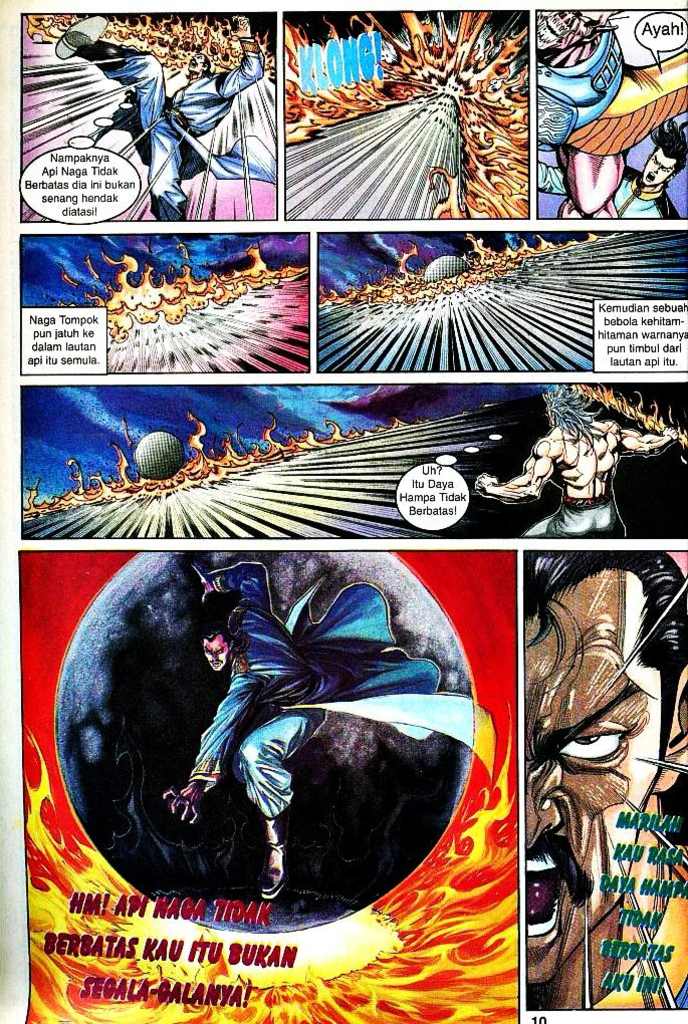 Nampaknya
Api Naga Tidak
Berbatas dia ini bukan
senang hendak
diatasi!
KLONG!
Ayah!
Naga Tompok
pun jatuh ke
dalam lautan
api itu semula.
Kemudian sebuah
bebola kehitam-
hitaman warnanya
pun timbul dari
lautan api itu.
Uh?
Itu Daya
Hampa Tidak
Berbatas!
HM! API NAGA TIDAK
BERBATAS KAU ITU BUKAN
SEGALA-GALANYA!
MARILAH
KAU RASA
DAYA HAMPA
TIDAK
BERBATAS
AKU INI!
10